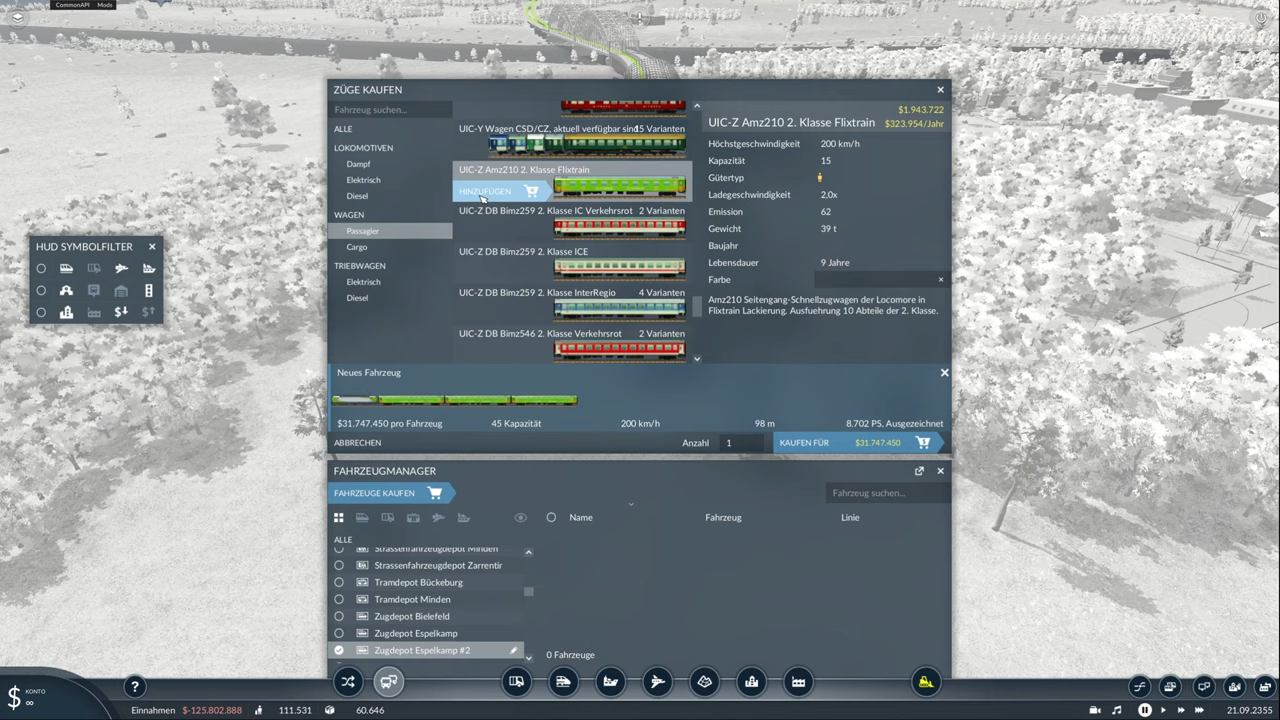 CommonAPI Mods
ZÜGE KAUFEN
Fahrzeug suchen...
ALLE
LOKOMOTIVEN
Dampf
Elektrisch
Diesel
WAGEN
Passagier
Cargo
TRIEBWAGEN
Elektrisch
Diesel
UIC-Y Wagen CSD/CZ, aktuell verfügbar sind 15 Varianten
UIC-Z Amz210 2. Klasse Flixtrain
HINZUFÜGEN
UIC-Z DB Bimz259 2. Klasse IC Verkehrsrot 2 Varianten
UIC-Z DB Bimz259 2. Klasse ICE
UIC-Z DB Bimz259 2. Klasse InterRegio 4 Varianten
UIC-Z DB Bimz546 2. Klasse Verkehrsrot 2 Varianten
$1.943.722
UIC-Z Amz210 2. Klasse Flixtrain $323.954/Jahr
Höchstgeschwindigkeit 200 km/h
Kapazität 15
Gütertyp
Ladegeschwindigkeit 2,0x
Emission 62
Gewicht 39 t
Baujahr
Lebensdauer 9 Jahre
Farbe
Amz210 Seitengang-Schnellzugwagen der Locomore in
Flixtrain Lackierung. Ausfuehrung 10 Abteile der 2. Klasse.
Neues Fahrzeug
$31.747.450 pro Fahrzeug 45 Kapazität 200 km/h 98 m 8.702 PS, Ausgezeichnet
ABBRECHEN Anzahl 1 KAUFEN FÜR $31.747.450
HUD SYMBOLFILTER
FAHRZEUGMANAGER
FAHRZEUGE KAUFEN
Fahrzeug suchen...
Name Fahrzeug Linie
ALLE
Strassenfahrzeugdepot Minden
Strassenfahrzeugdepot Zarrentir
Tramdepot Bückeburg
Tramdepot Minden
Zugdepot Bielefeld
Zugdepot Espelkamp
Zugdepot Espelkamp #2
0 Fahrzeuge
$ KONTO
∞
?
Einnahmen $-125.802.888 111.531 60.646 21.09.2355